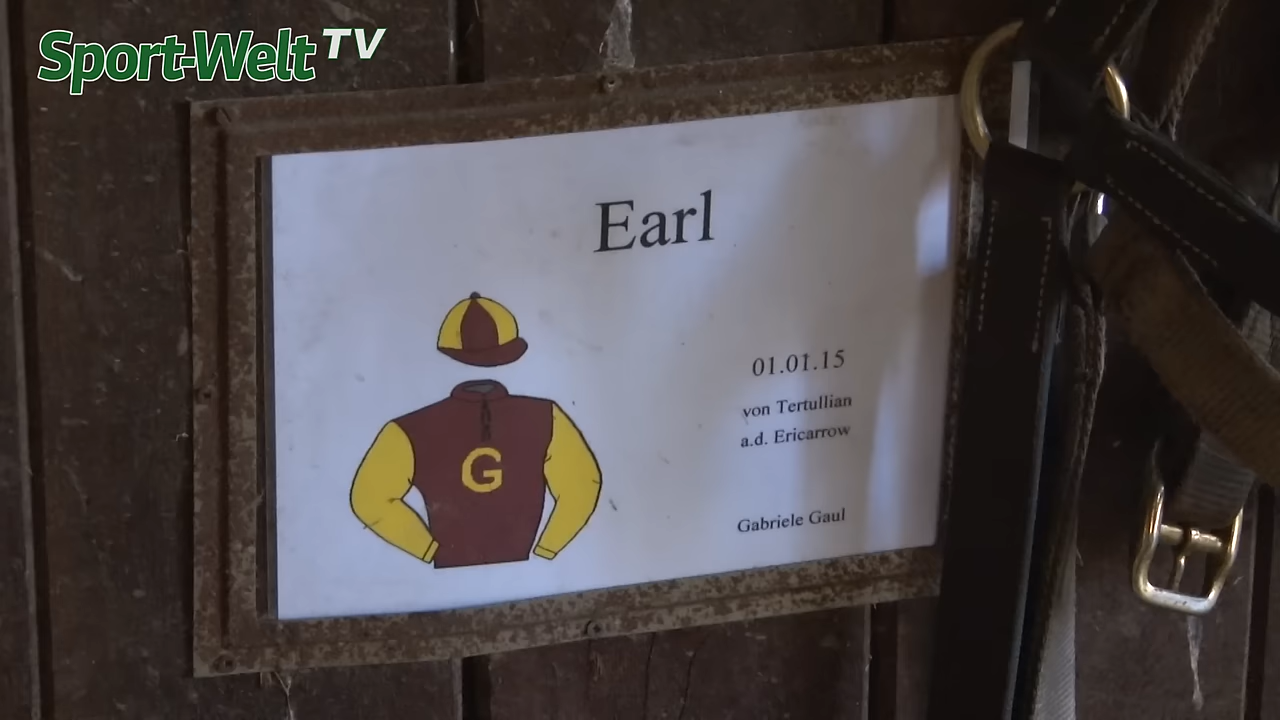 Sport-Welt TV
Earl
G
01.01.15
von Tertullian
a.d. Ericarrow
Gabriele Gaul